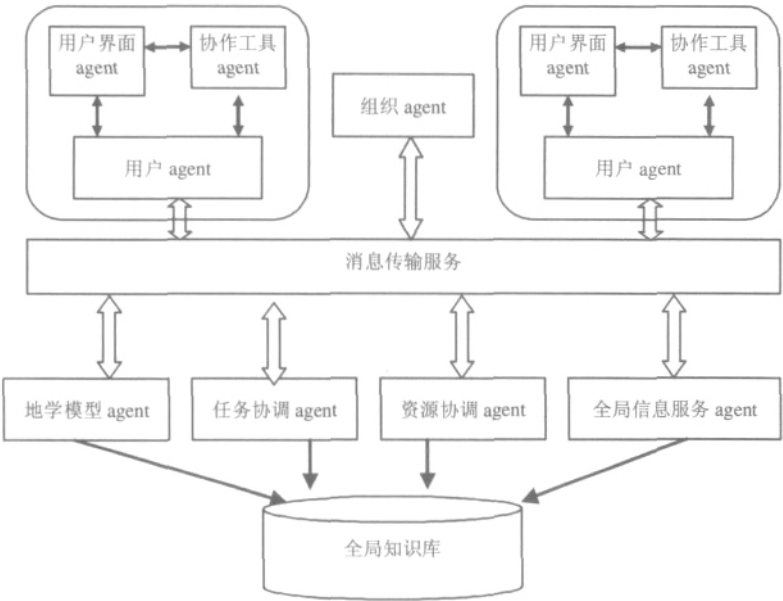 用户界面
agent
协作工具
agent
用户 agent
组织 agent
用户界面
agent
协作工具
agent
用户 agent
消息传输服务
地学模型 agent
任务协调 agent
资源协调 agent
全局信息服务 agent
全局知识库